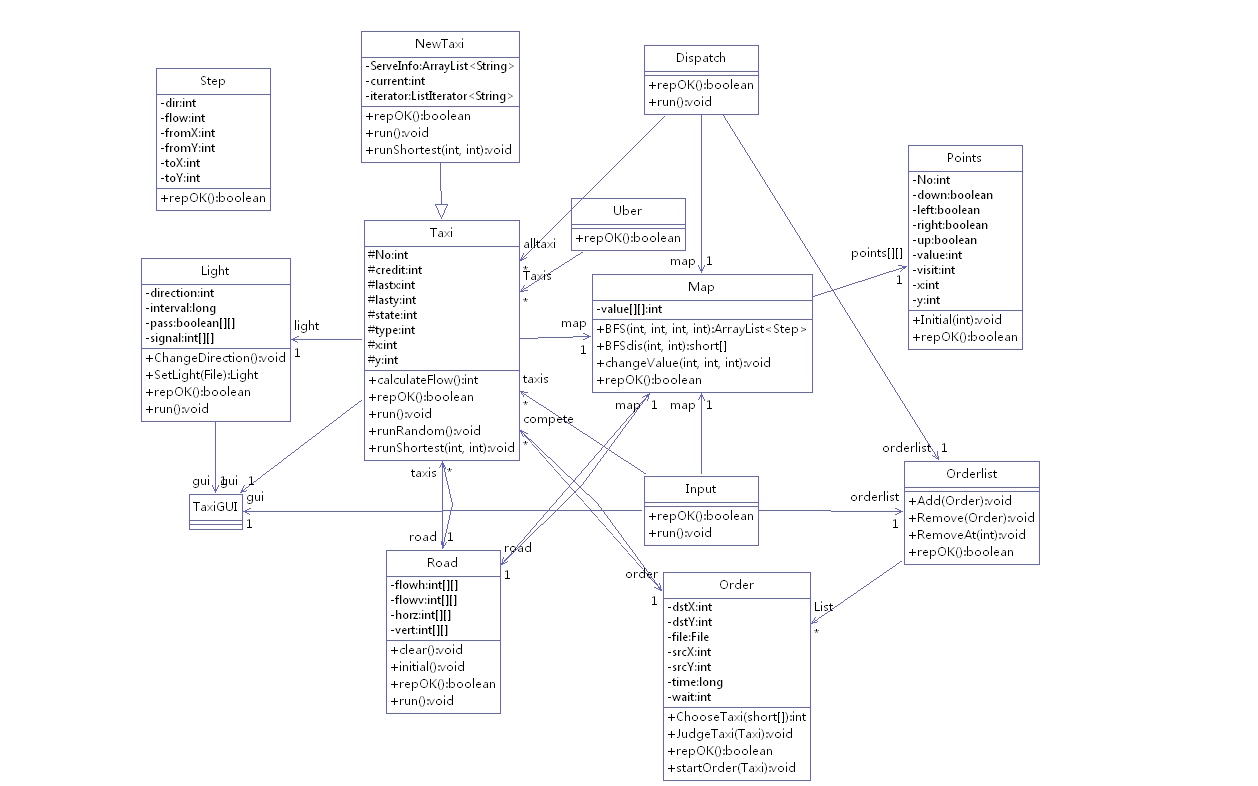 NewTaxi
-ServeInfo:ArrayList<String>
-current:int
-iterator:ListIterator<String>
+repOK():boolean
+run():void
+runShortest(int, int):void
Dispatch
+repOK():boolean
+run():void
Step
-dir:int
-flow:int
-fromX:int
-fromY:int
-toX:int
-toY:int
+repOK():boolean
Points
-No:int
-down:boolean
-left:boolean
-right:boolean
-up:boolean
-value:int
-visit:int
-x:int
-y:int
+Initial(int):void
+repOK():boolean
Uber
+repOK():boolean
Taxi
#No:int
#credit:int
#lastx:int
#lasty:int
#state:int
#type:int
#x:int
#y:int
+calculateFlow():int
+repOK():boolean
+run():void
+runRandom():void
+runShortest(int, int):void
alltaxi
*
Taxis
*
map 1
points[][]
1
Light
-direction:int
-interval:long
-pass:boolean[][]
-signal:int[][]
+ChangeDirection():void
+SetLight(File):Light
+repOK():boolean
+run():void
light
1
map
1
Map
-value[][]:int
+BFS(int, int, int, int):ArrayList<Step>
+BFSdis(int, int):short[]
+changeValue(int, int, int):void
+repOK():boolean
taxis
*
compete
*
map 1
map 1
orderlist 1
Orderlist
+Add(Order):void
+Remove(Order):void
+RemoveAt(int):void
+repOK():boolean
taxis *
gui 1
gui 1
gui
1
TaxiGUI
Input
+repOK():boolean
+run():void
orderlist
1
road 1
road
1
Road
-flowh:int[][]
-flowv:int[][]
-horz:int[][]
-vert:int[][]
+clear():void
+initial():void
+repOK():boolean
+run():void
order
1
Order
-dstX:int
-dstY:int
-file:File
-srcX:int
-srcY:int
-time:long
-wait:int
+ChooseTaxi(short[]):int
+JudgeTaxi(Taxi):void
+repOK():boolean
+startOrder(Taxi):void
List
*